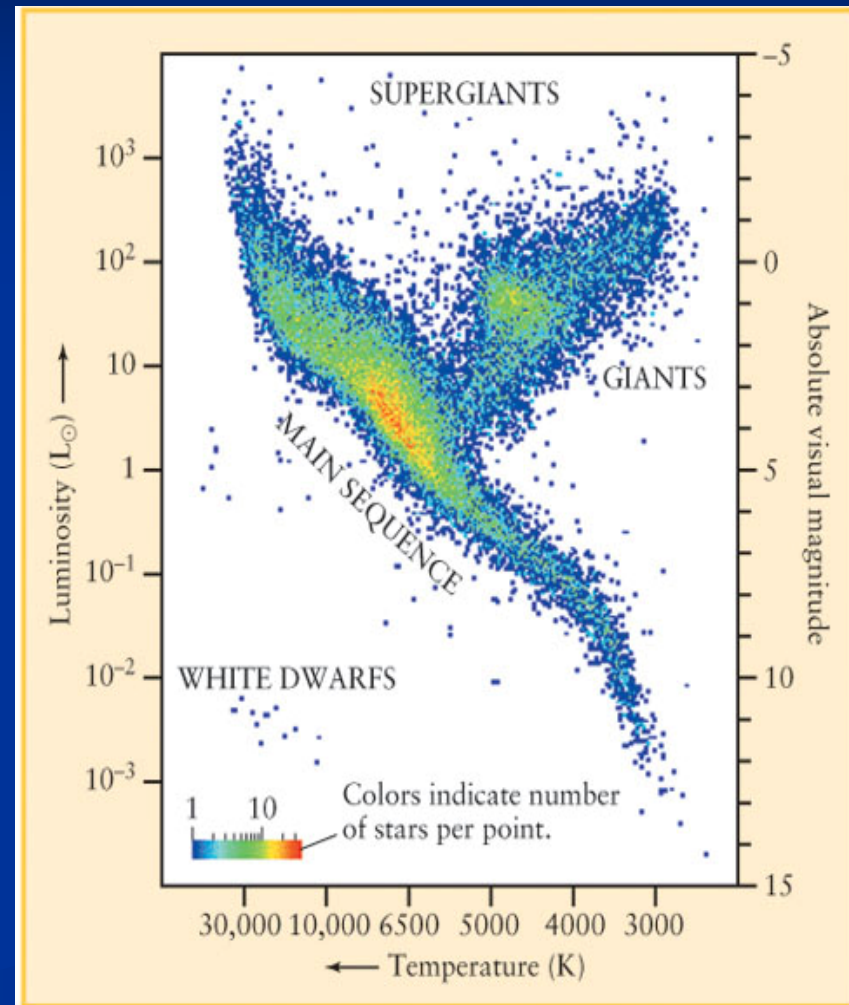 SUPERGIANTS
GIANTS
MAIN SEQUENCE
WHITE DWARFS
Luminosity (L☉) →
10³
10²
10
1
10⁻¹
10⁻²
10⁻³
Absolute visual magnitude
−5
0
5
10
15
1 10
Colors indicate number
of stars per point.
30,000 10,000 6500 5000 4000 3000
← Temperature (K)